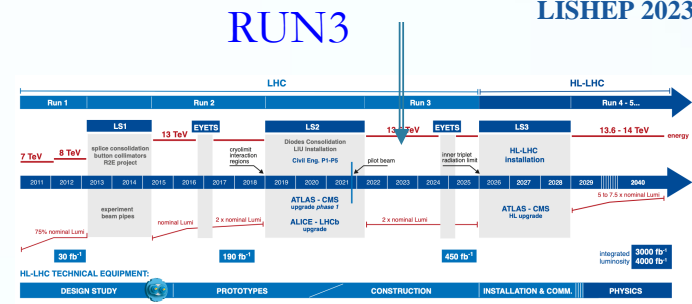 LISHEP 2023
RUN3
LHC
HL-LHC
Run 1
Run 2
Run 3
Run 4 - 5...
LS1
EYETS
LS2
EYETS
LS3
13 TeV
energy
13.6 - 14 TeV
7 TeV
8 TeV
splice consolidation
button collimators
R2E project
cryolimit
interaction
regions
Diodes Consolidation
LIU Installation
Civil Eng. P1-P5
pilot beam
inner triplet
radiation limit
HL-LHC
installation
2011 2012 2013 2014 2015 2016 2017 2018 2019 2020 2021 2022 2023 2024 2025 2026 2027 2028 2029 2040
5 to 7.5 x nominal Lumi
experiment
beam pipes
ATLAS - CMS
upgrade phase 1
ALICE - LHCb
upgrade
ATLAS - CMS
HL upgrade
75% nominal Lumi
nominal Lumi
2 x nominal Lumi
2 x nominal Lumi
30 fb-1
190 fb-1
450 fb-1
integrated
luminosity
3000 fb-1
4000 fb-1
HL-LHC TECHNICAL EQUIPMENT:
DESIGN STUDY
PROTOTYPES
CONSTRUCTION
INSTALLATION & COMM.
PHYSICS